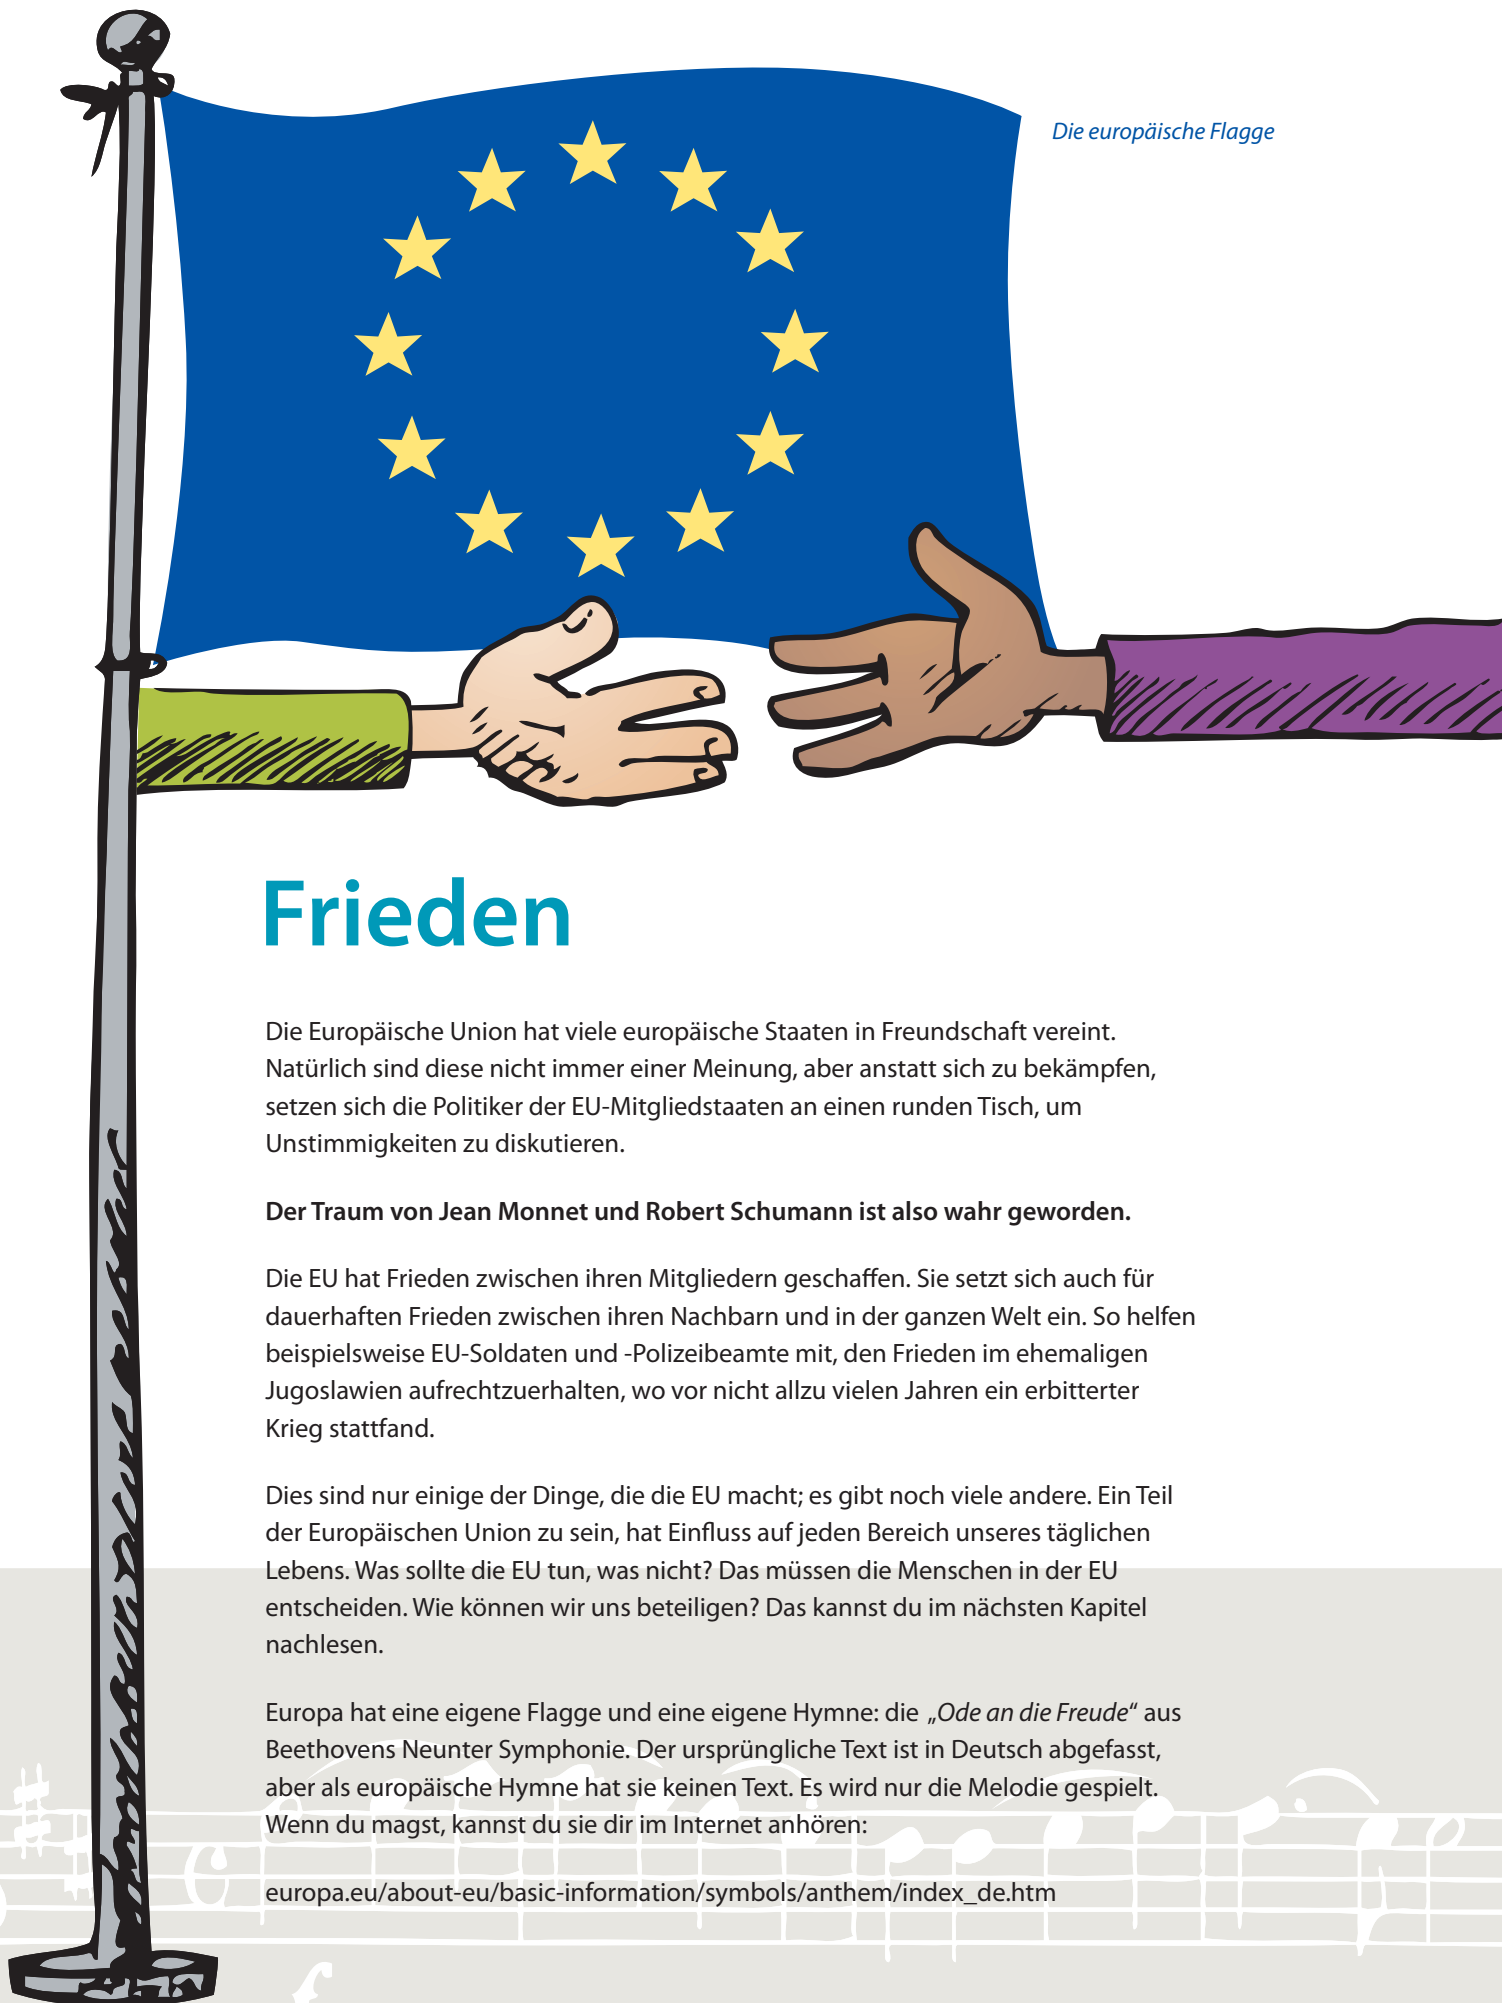 Die europäische Flagge
Frieden
Die Europäische Union hat viele europäische Staaten in Freundschaft vereint.
Natürlich sind diese nicht immer einer Meinung, aber anstatt sich zu bekämpfen,
setzen sich die Politiker der EU-Mitgliedstaaten an einen runden Tisch, um
Unstimmigkeiten zu diskutieren.
Der Traum von Jean Monnet und Robert Schumann ist also wahr geworden.
Die EU hat Frieden zwischen ihren Mitgliedern geschaffen. Sie setzt sich auch für
dauerhaften Frieden zwischen ihren Nachbarn und in der ganzen Welt ein. So helfen
beispielsweise EU-Soldaten und -Polizeibeamte mit, den Frieden im ehemaligen
Jugoslawien aufrechtzuerhalten, wo vor nicht allzu vielen Jahren ein erbitterter
Krieg stattfand.
Dies sind nur einige der Dinge, die die EU macht; es gibt noch viele andere. Ein Teil
der Europäischen Union zu sein, hat Einfluss auf jeden Bereich unseres täglichen
Lebens. Was sollte die EU tun, was nicht? Das müssen die Menschen in der EU
entscheiden. Wie können wir uns beteiligen? Das kannst du im nächsten Kapitel
nachlesen.
Europa hat eine eigene Flagge und eine eigene Hymne: die „Ode an die Freude“ aus
Beethovens Neunter Symphonie. Der ursprüngliche Text ist in Deutsch abgefasst,
aber als europäische Hymne hat sie keinen Text. Es wird nur die Melodie gespielt.
Wenn du magst, kannst du sie dir im Internet anhören:
europa.eu/about-eu/basic-information/symbols/anthem/index_de.htm